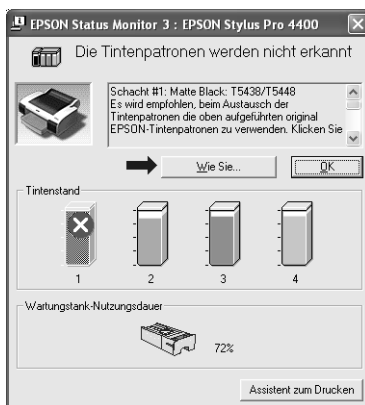 EPSON Status Monitor 3 : EPSON Stylus Pro 4400
Die Tintenpatronen werden nicht erkannt
Schacht #1: Matte Black: T5438/T5448
Es wird empfohlen, beim Austausch der
Tintenpatronen die oben aufgeführten original
EPSON-Tintenpatronen zu verwenden. Klicken Sie
Wie Sie...
OK
Tintenstand
1 2 3 4
Wartungstank-Nutzungsdauer
72%
Assistent zum Drucken